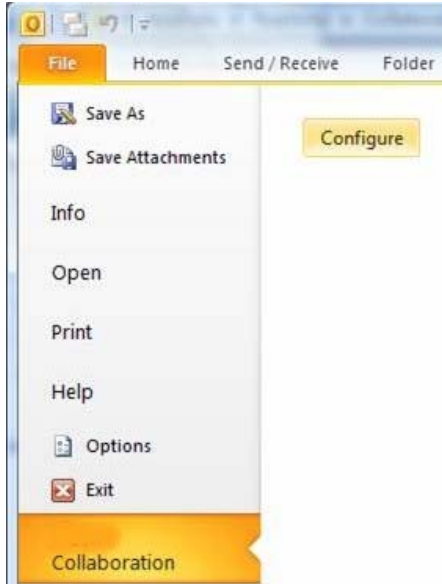 File Home Send / Receive Folder
Save As
Save Attachments
Configure
Info
Open
Print
Help
Options
Exit
Collaboration